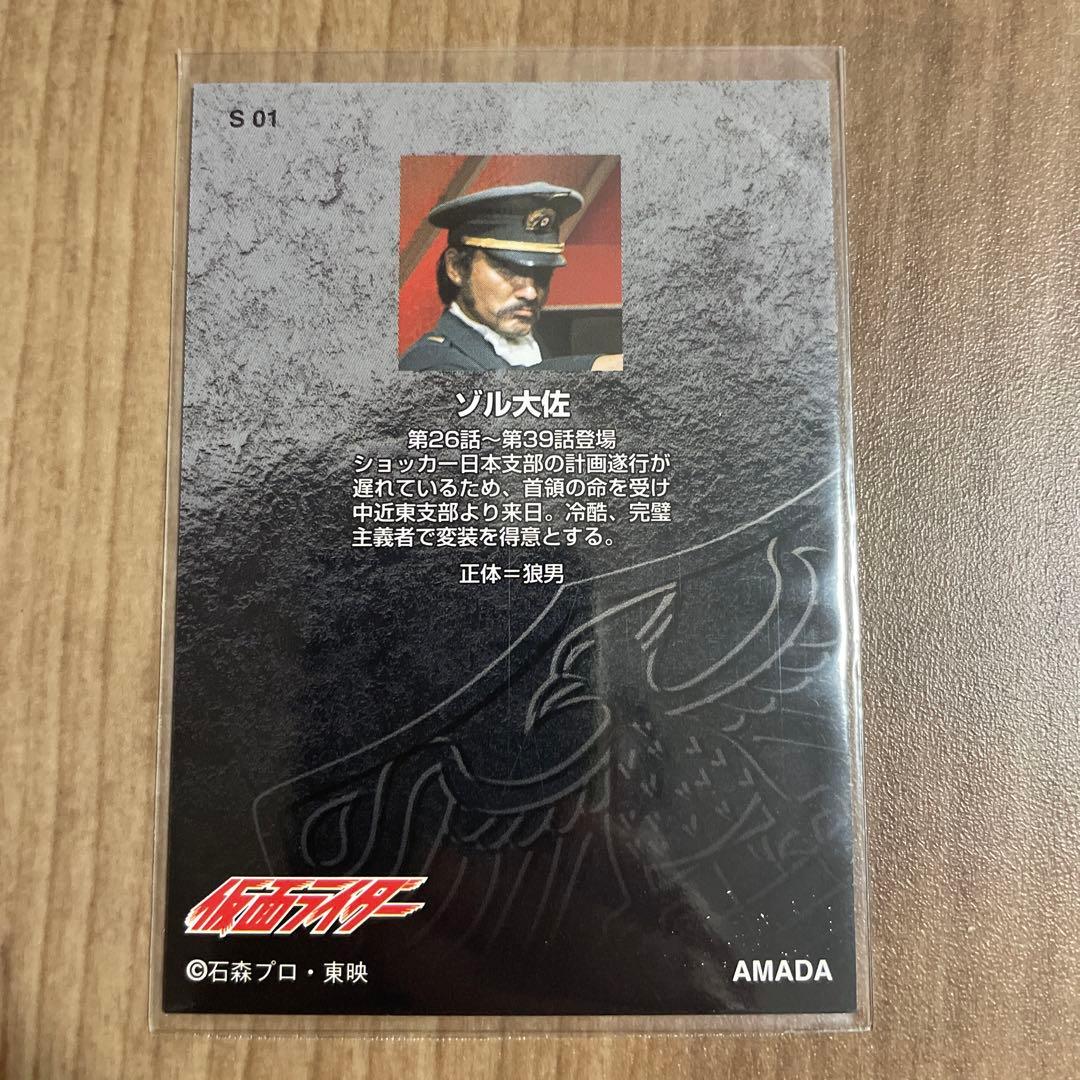 S 01
ゾル大佐
第26話～第39話登場
ショッカー日本支部の計画遂行が
遅れているため、首領の命を受け
中近東支部より来日。冷酷、完璧
主義者で変装を得意とする。
正体＝狼男
仮面ライダー
©石森プロ・東映
AMADA